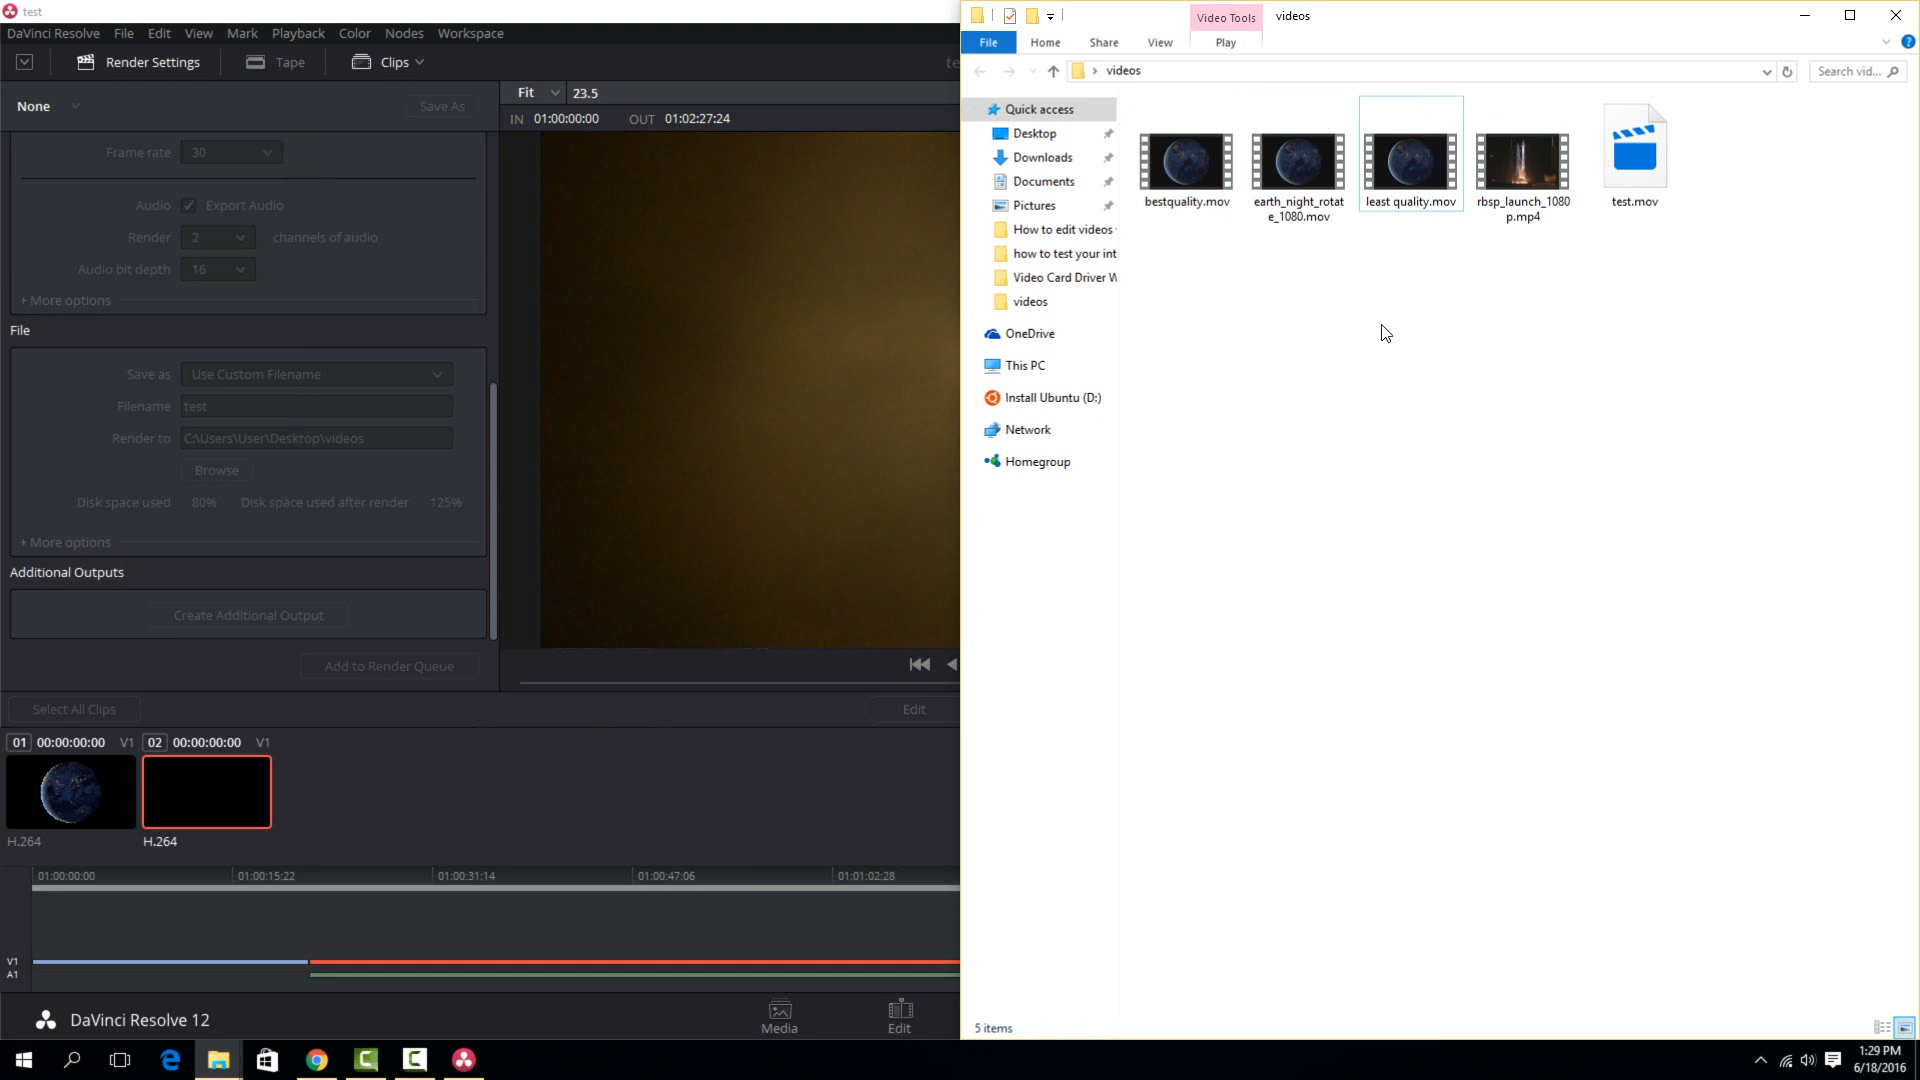 test
DaVinci Resolve File Edit View Mark Playback Color Nodes Workspace
Render Settings Tape Clips
None Save As
Fit 23.5
IN 01:00:00:00 OUT 01:02:27:24
Frame rate 30
Audio Export Audio
Render 2 channels of audio
Audio bit depth 16
+ More options
File
Save as Use Custom Filename
Filename test
Render to C:\Users\User\Desktop\videos
Browse
Disk space used 80% Disk space used after render 125%
+ More options
Additional Outputs
Create Additional Output
Add to Render Queue
Select All Clips Edit
01 00:00:00:00 V1 02 00:00:00:00 V1
H.264 H.264
01:00:00:00 01:00:15:22 01:00:31:14 01:00:47:06 01:01:02:28
V1
A1
DaVinci Resolve 12 Media Edit
Video Tools videos
File Home Share View Play
videos Search vid...
Quick access
Desktop
Downloads
Documents
Pictures
How to edit videos
how to test your int
Video Card Driver W
videos
OneDrive
This PC
Install Ubuntu (D:)
Network
Homegroup
bestquality.mov
earth_night_rotat
e_1080.mov
least quality.mov
rbsp_launch_1080
p.mp4
test.mov
5 items
1:29 PM
6/18/2016